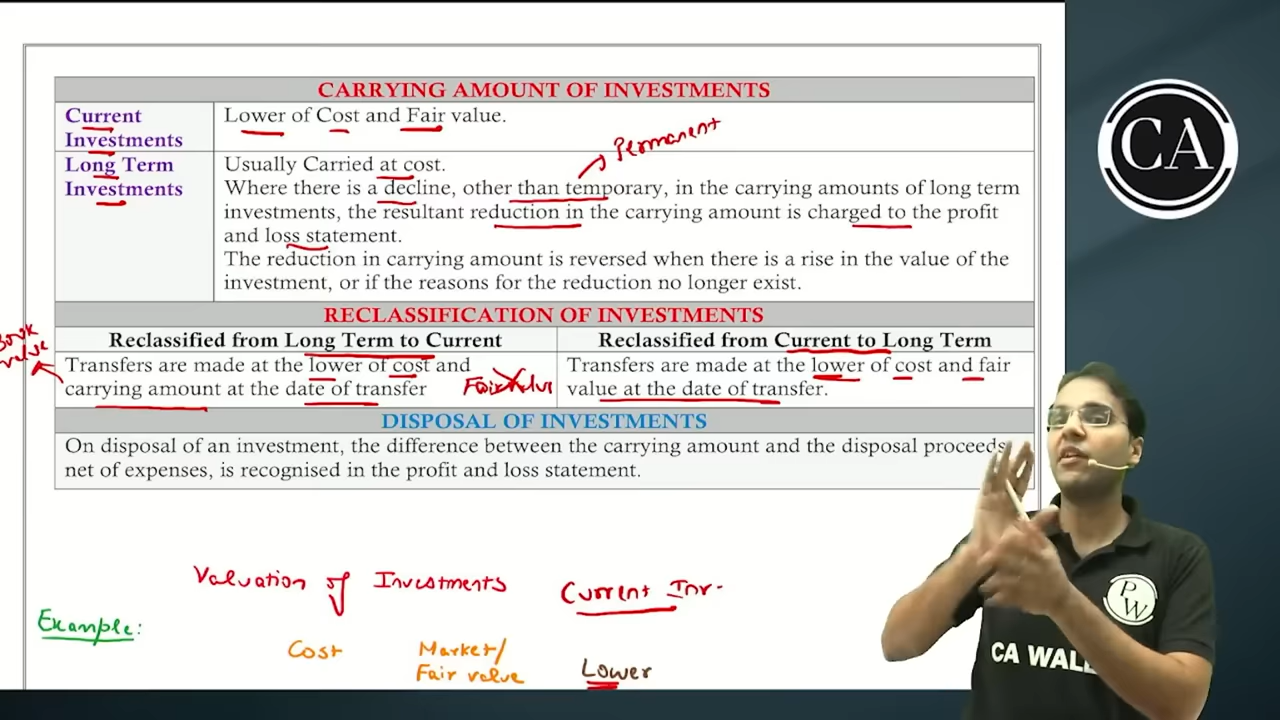 CARRYING AMOUNT OF INVESTMENTS
Current Investments
Lower of Cost and Fair value.
Permanent
Long Term Investments
Usually Carried at cost.
Where there is a decline, other than temporary, in the carrying amounts of long term
investments, the resultant reduction in the carrying amount is charged to the profit
and loss statement.
The reduction in carrying amount is reversed when there is a rise in the value of the
investment, or if the reasons for the reduction no longer exist.
RECLASSIFICATION OF INVESTMENTS
Reclassified from Long Term to Current
Book value
Transfers are made at the lower of cost and
carrying amount at the date of transfer
Fair value
Reclassified from Current to Long Term
Transfers are made at the lower of cost and fair
value at the date of transfer.
DISPOSAL OF INVESTMENTS
On disposal of an investment, the difference between the carrying amount and the disposal proceeds
net of expenses, is recognised in the profit and loss statement.
Valuation of Investments
Current Inv.
Example:
Cost
Market/
Fair value
Lower
CA
PW
CA WALL